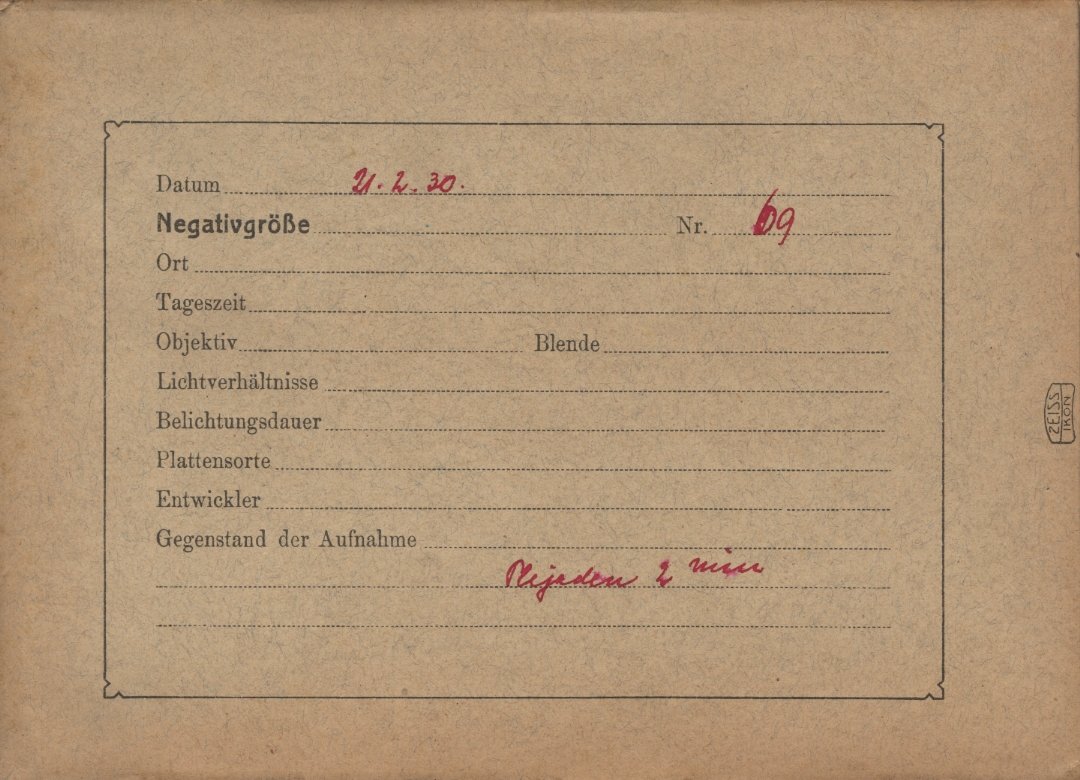 Datum 21.2.30.
Negativgröße Nr. 69
Ort
Tageszeit
Objektiv Blende
Lichtverhältnisse
Belichtungsdauer
Plattensorte
Entwickler
Gegenstand der Aufnahme
Plejaden 2 min
ZEISS
IKON